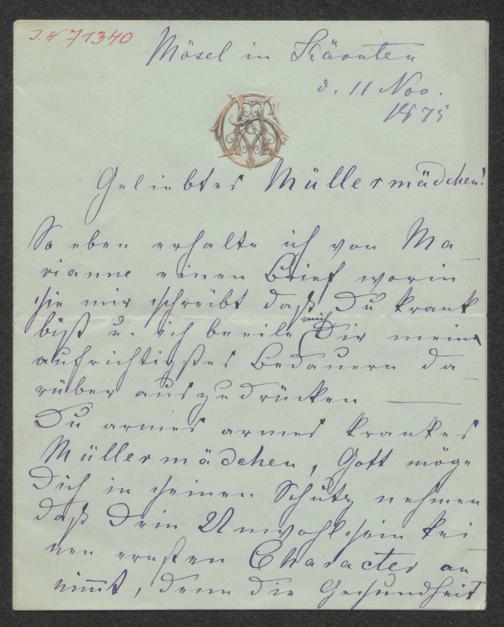 J.N. 71340
Mösel in Kärnten
d. 11 Nov.
1875
Geliebtes Müllermädchen!
So eben erhalte ich von Ma
rianne einen Brief worin
sie mir schreibt daß Du krank
bist u. ich beeile mich Dir mein
aufrichtigstes Bedauern da
rüber auszudrücken ———
Du armes armes krankes
Müllermädchen, Gott möge
Dich in seinen Schutz nehmen
daß Dein Unwohlsein kei
nen ernsten Character an
nimmt, denn die Gesundheit